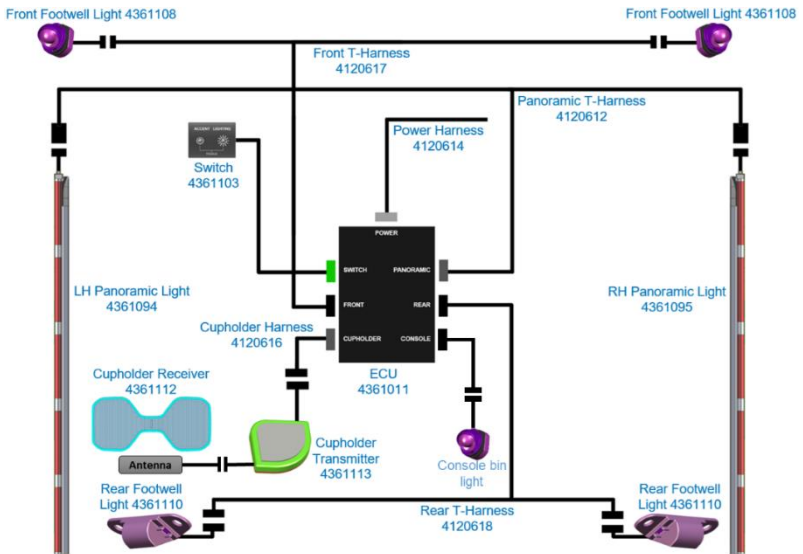 Front Footwell Light 4361108
Front Footwell Light 4361108
Front T-Harness
4120617
Panoramic T-Harness
4120612
Power Harness
4120614
ACCENT LIGHTING
Switch
4361103
POWER
SWITCH
PANORAMIC
FRONT
REAR
CUPHOLDER
CONSOLE
LH Panoramic Light
4361094
RH Panoramic Light
4361095
Cupholder Harness
4120616
ECU
4361011
Cupholder Receiver
4361112
Antenna
Cupholder
Transmitter
4361113
Console bin
light
Rear Footwell
Light 4361110
Rear T-Harness
4120618
Rear Footwell
Light 4361110